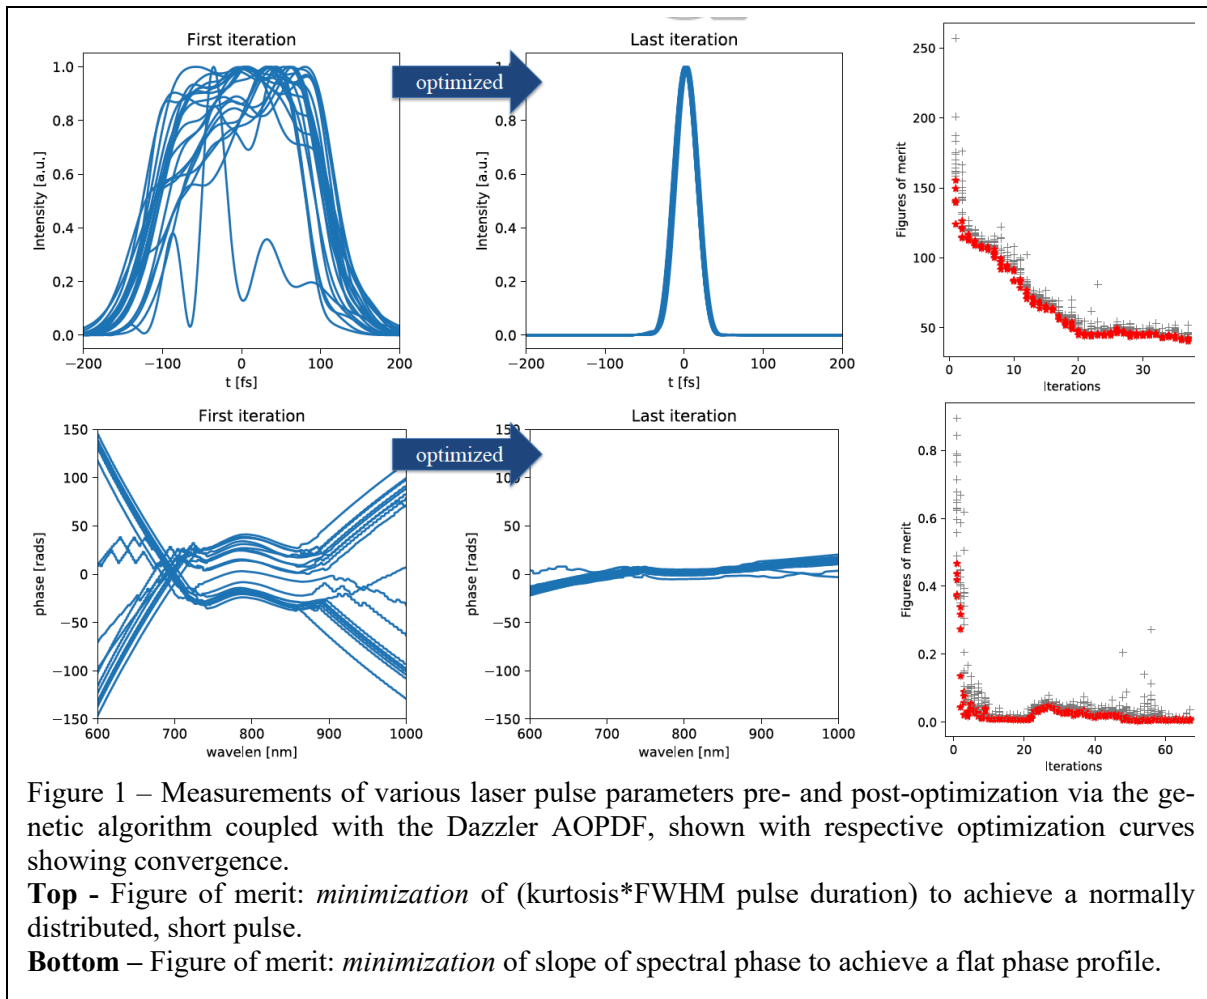 First iteration
1.0
0.8
0.6
0.4
0.2
0.0
Intensity [a.u.]
−200 −100 0 100 200
t [fs]
optimized
Last iteration
0.8
0.6
0.4
0.2
0.0
Intensity [a.u.]
−200 −100 0 100 200
t [fs]
250
200
150
100
50
Figures of merit
0 10 20 30
Iterations
First iteration
150
100
50
0
−50
−100
−150
phase [rads]
600 700 800 900 1000
wavelen [nm]
optimized
Last iteration
150
100
50
0
−50
−100
−150
phase [rads]
600 700 800 900 1000
wavelen [nm]
0.8
0.6
0.4
0.2
0.0
Figures of merit
0 20 40 60
Iterations
Figure 1 – Measurements of various laser pulse parameters pre- and post-optimization via the ge-
netic algorithm coupled with the Dazzler AOPDF, shown with respective optimization curves
showing convergence.
Top - Figure of merit: minimization of (kurtosis*FWHM pulse duration) to achieve a normally
distributed, short pulse.
Bottom – Figure of merit: minimization of slope of spectral phase to achieve a flat phase profile.